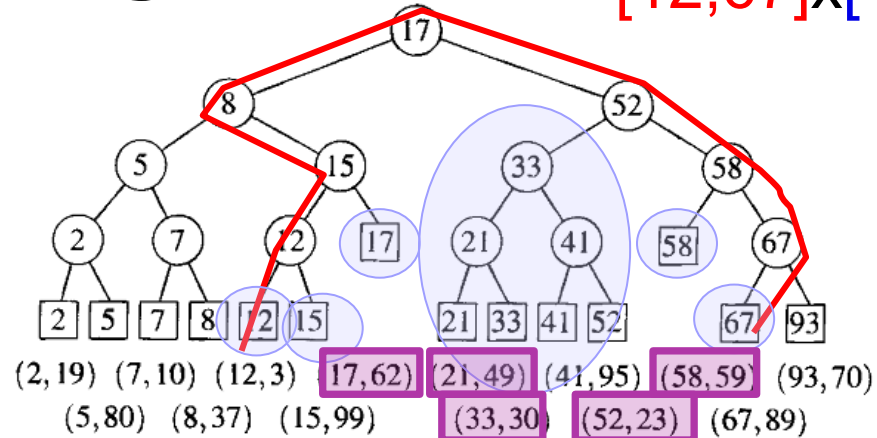 [12,67]x[
17
8 52
5 15 33 58
2 7 12 17 21 41 58 67
2 5 7 8 12 15 21 33 41 52 67 93
(2,19) (7,10) (12,3) 17,62) (21,49) (41,95) (58,59) (93,70)
(5,80) (8,37) (15,99) (33,30) (52,23) (67,89)